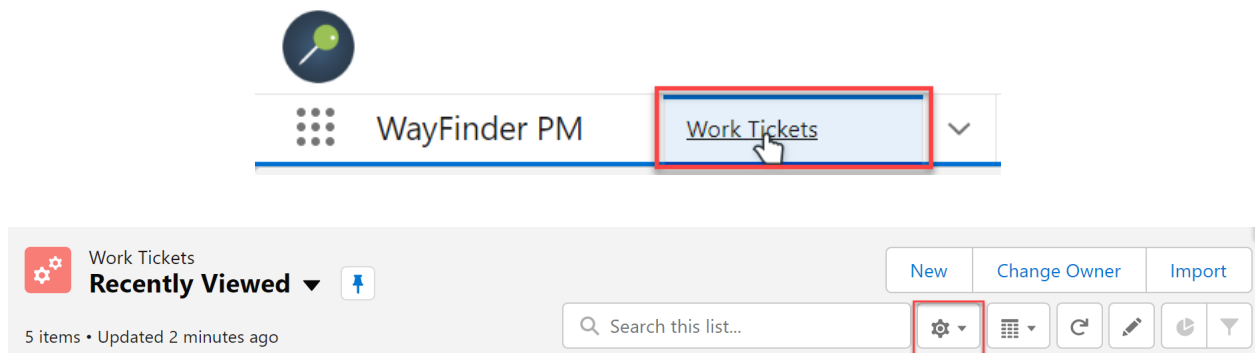 WayFinder PM Work Tickets
Work Tickets
Recently Viewed
5 items • Updated 2 minutes ago
New Change Owner Import
Search this list...